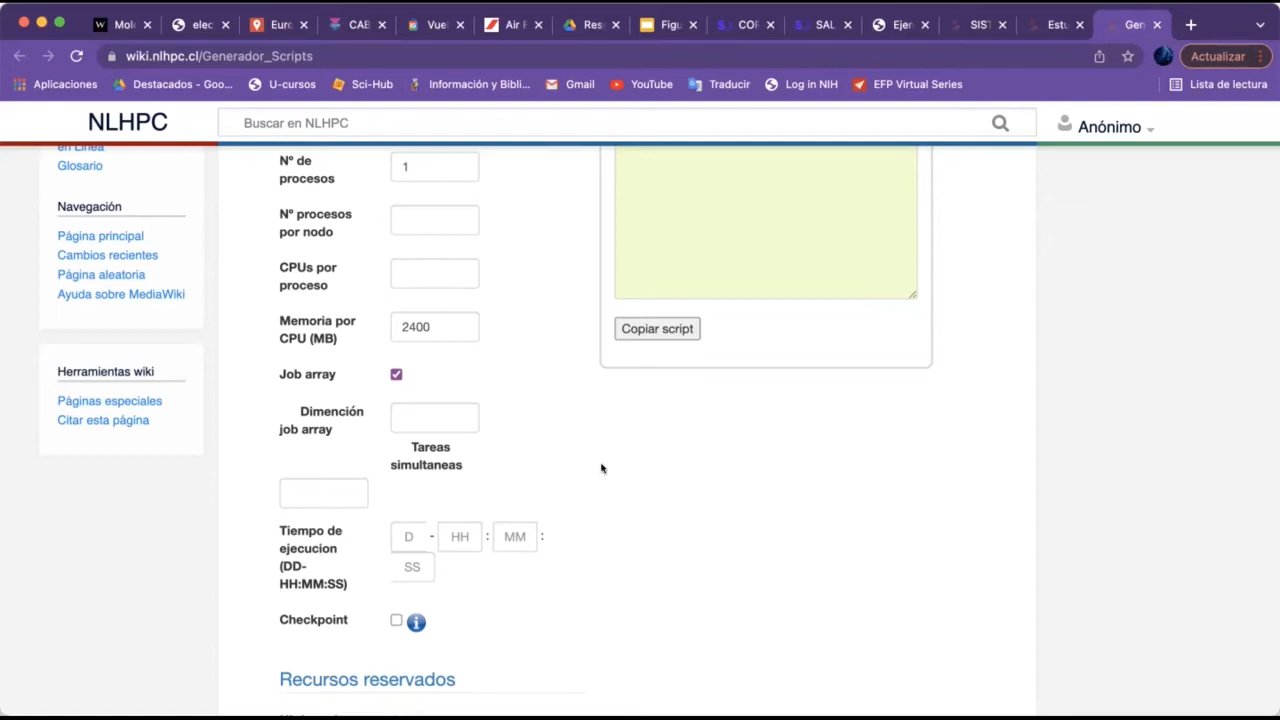 Mole
elec
Euro
CAB
Vuel
Air F
Res
Figu
COF
SAL
Ejer
SIST
Estu
Gen
wiki.nlhpc.cl/Generador_Scripts
Actualizar
Aplicaciones
Destacados - Goo...
U-cursos
Sci-Hub
Información y Bibli...
Gmail
YouTube
Traducir
Log in NIH
EFP Virtual Series
Lista de lectura
NLHPC
Buscar en NLHPC
Anónimo
en Línea
Glosario
Navegación
Página principal
Cambios recientes
Página aleatoria
Ayuda sobre MediaWiki
Herramientas wiki
Páginas especiales
Citar esta página
Nº de
procesos
1
Nº procesos
por nodo
CPUs por
proceso
Memoria por
CPU (MB)
2400
Job array
Dimención
job array
Tareas
simultaneas
Tiempo de
ejecucion
(DD-
HH:MM:SS)
D - HH : MM :
SS
Checkpoint
Recursos reservados
Copiar script